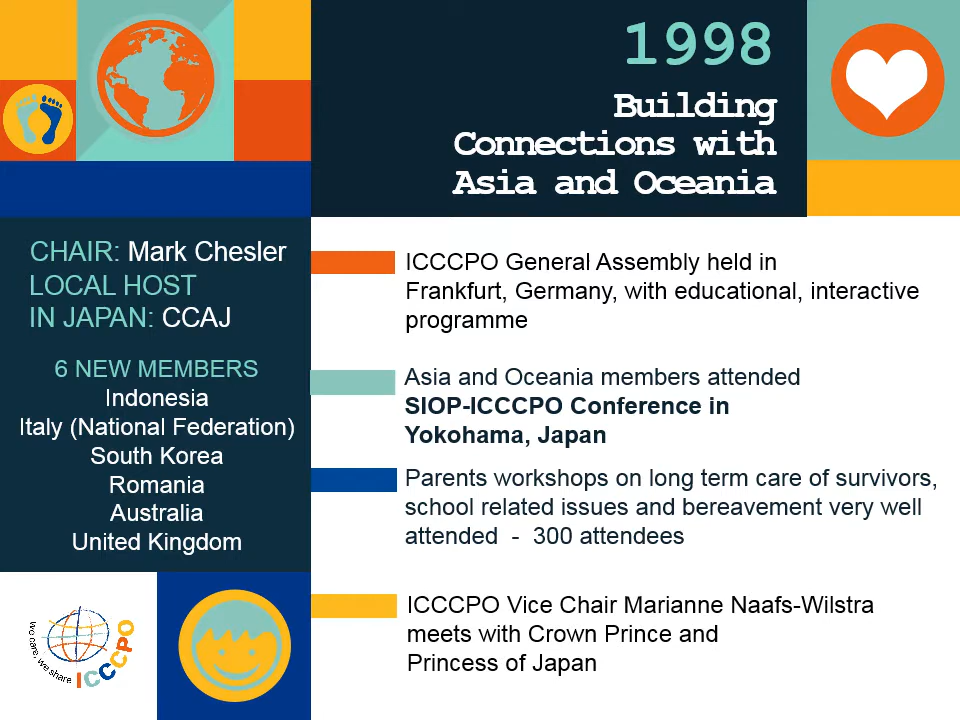 1998
Building
Connections with
Asia and Oceania
CHAIR: Mark Chesler
LOCAL HOST
IN JAPAN: CCAJ
6 NEW MEMBERS
Indonesia
Italy (National Federation)
South Korea
Romania
Australia
United Kingdom
ICCCPO General Assembly held in
Frankfurt, Germany, with educational, interactive
programme
Asia and Oceania members attended
SIOP-ICCCPO Conference in
Yokohama, Japan
Parents workshops on long term care of survivors,
school related issues and bereavement very well
attended - 300 attendees
ICCCPO Vice Chair Marianne Naafs-Wilstra
meets with Crown Prince and
Princess of Japan
We care, we share
ICCCPO